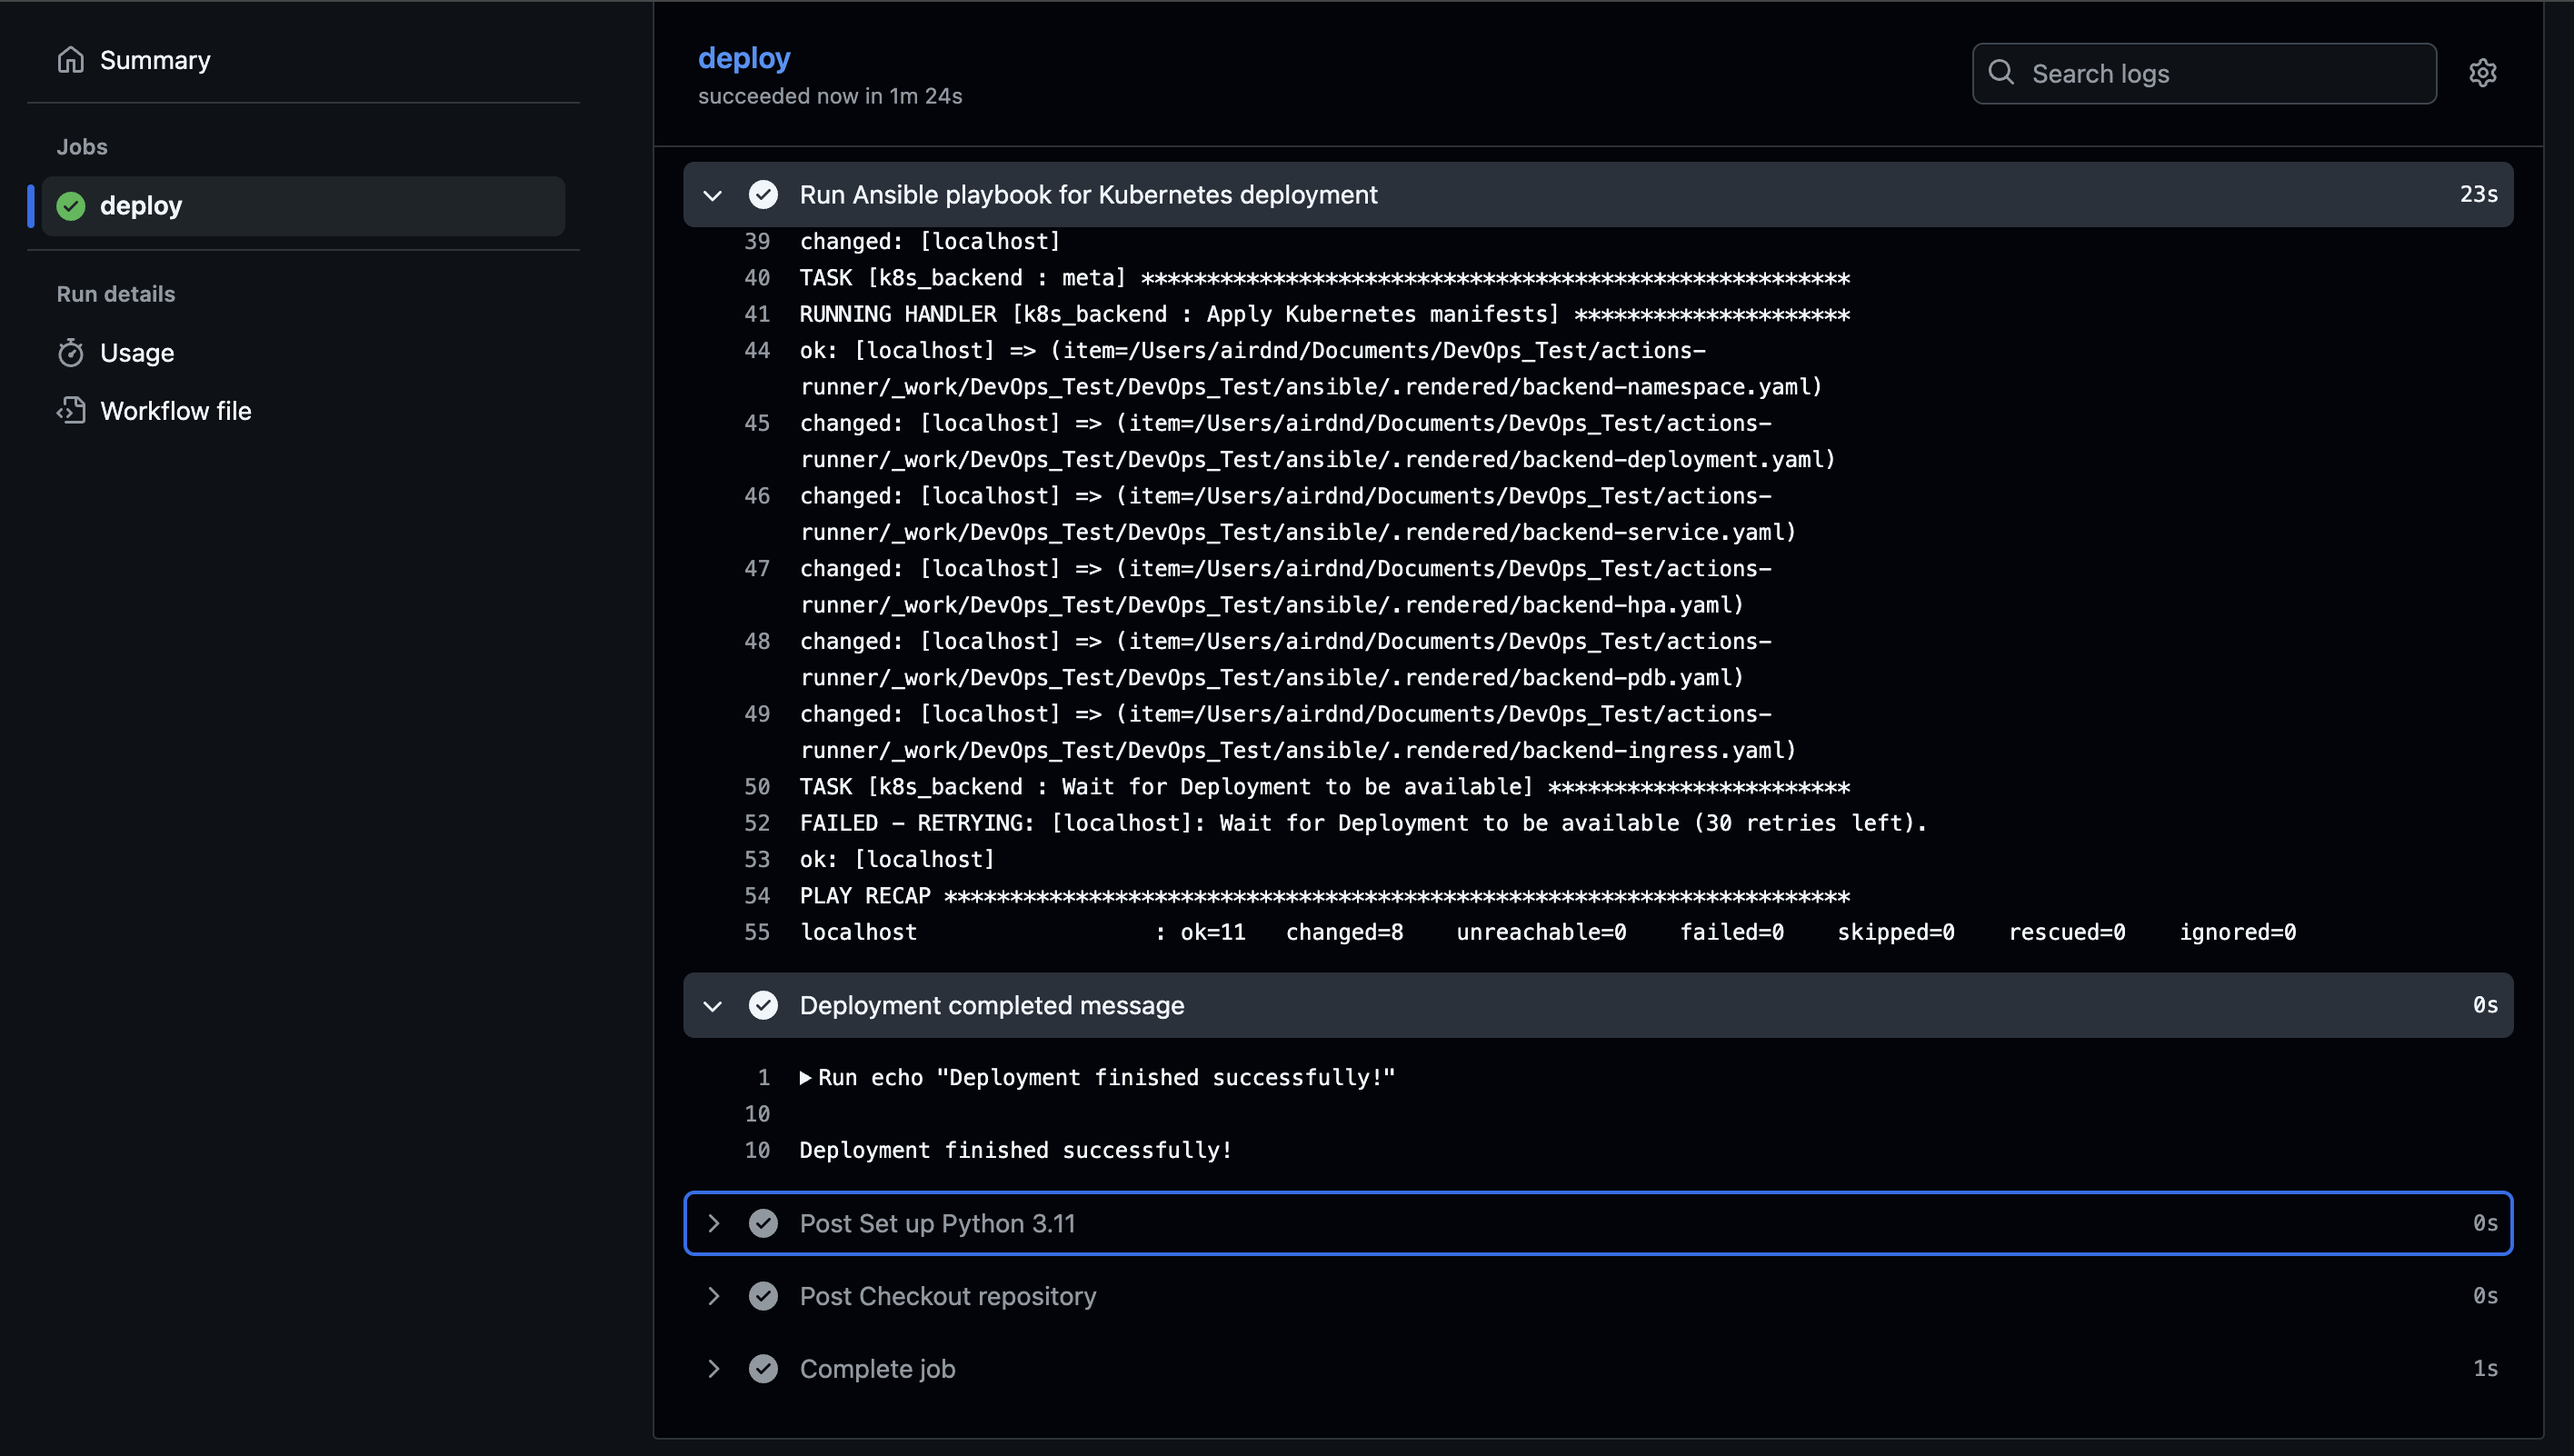 Summary
Jobs
deploy
Run details
Usage
Workflow file
deploy
succeeded now in 1m 24s
Search logs
Run Ansible playbook for Kubernetes deployment 23s
39 changed: [localhost]
40 TASK [k8s_backend : meta] ******************************************************
41 RUNNING HANDLER [k8s_backend : Apply Kubernetes manifests] *********************
44 ok: [localhost] => (item=/Users/airdnd/Documents/DevOps_Test/actions-
runner/_work/DevOps_Test/DevOps_Test/ansible/.rendered/backend-namespace.yaml)
45 changed: [localhost] => (item=/Users/airdnd/Documents/DevOps_Test/actions-
runner/_work/DevOps_Test/DevOps_Test/ansible/.rendered/backend-deployment.yaml)
46 changed: [localhost] => (item=/Users/airdnd/Documents/DevOps_Test/actions-
runner/_work/DevOps_Test/DevOps_Test/ansible/.rendered/backend-service.yaml)
47 changed: [localhost] => (item=/Users/airdnd/Documents/DevOps_Test/actions-
runner/_work/DevOps_Test/DevOps_Test/ansible/.rendered/backend-hpa.yaml)
48 changed: [localhost] => (item=/Users/airdnd/Documents/DevOps_Test/actions-
runner/_work/DevOps_Test/DevOps_Test/ansible/.rendered/backend-pdb.yaml)
49 changed: [localhost] => (item=/Users/airdnd/Documents/DevOps_Test/actions-
runner/_work/DevOps_Test/DevOps_Test/ansible/.rendered/backend-ingress.yaml)
50 TASK [k8s_backend : Wait for Deployment to be available] ***********************
52 FAILED - RETRYING: [localhost]: Wait for Deployment to be available (30 retries left).
53 ok: [localhost]
54 PLAY RECAP *********************************************************************
55 localhost : ok=11 changed=8 unreachable=0 failed=0 skipped=0 rescued=0 ignored=0
Deployment completed message 0s
1 ▶Run echo "Deployment finished successfully!"
10
10 Deployment finished successfully!
Post Set up Python 3.11 0s
Post Checkout repository 0s
Complete job 1s